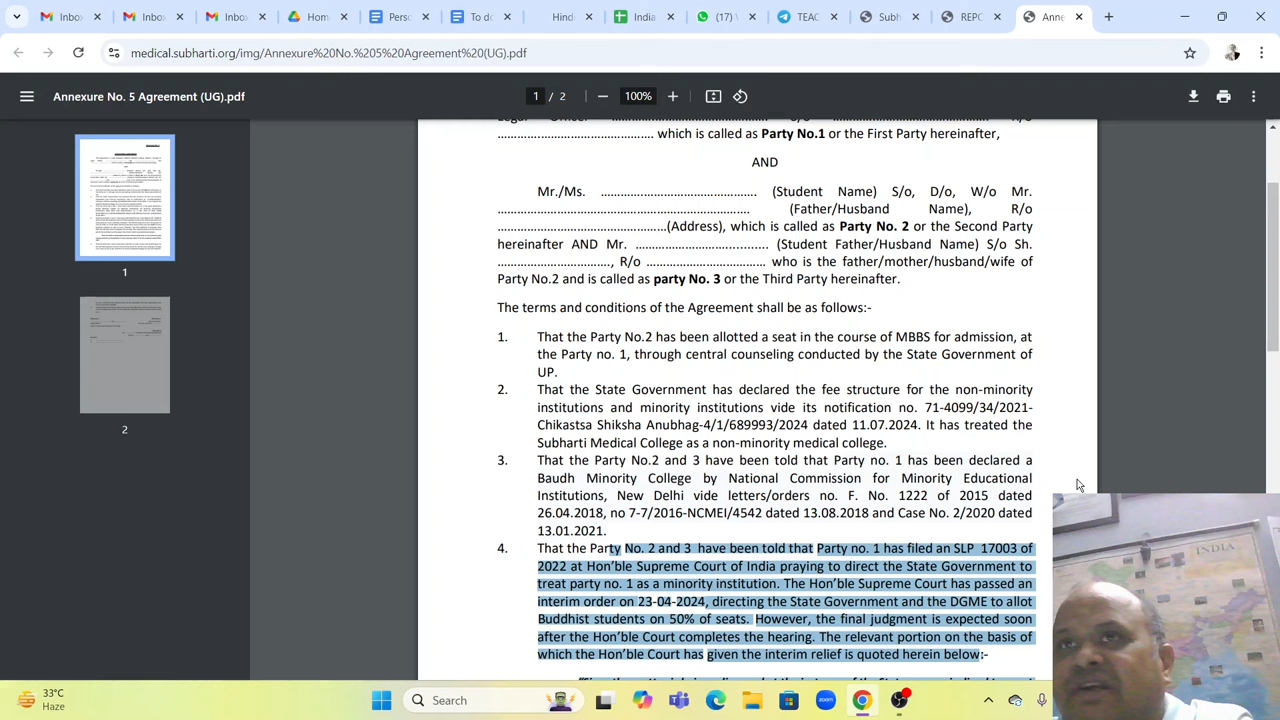 Inbox
Inbox
Inbox
Home
Perso
To do
Hindi
India
(17)
TEAC
Subh
REPC
Anne
medical.subharti.org/img/Annexure%20No.%205%20Agreement%20(UG).pdf
Annexure No. 5 Agreement (UG).pdf
1 / 2
100%
………………………………………… which is called as Party No.1 or the First Party hereinafter,
AND
Mr./Ms. ………………………………………… (Student Name) S/o, D/o, W/o Mr.
………………………………………………… (Father/Husband Name), R/o
…………………………………………(Address), which is called as Party No. 2 or the Second Party
hereinafter AND Mr. …………………………………… (Student Father/Husband Name) S/o Sh.
……………………………, R/o ………………………………… who is the father/mother/husband/wife of
Party No.2 and is called as party No. 3 or the Third Party hereinafter.
The terms and conditions of the Agreement shall be as follows:-
1. That the Party No.2 has been allotted a seat in the course of MBBS for admission, at
the Party no. 1, through central counseling conducted by the State Government of
UP.
2. That the State Government has declared the fee structure for the non-minority
institutions and minority institutions vide its notification no. 71-4099/34/2021-
Chikastsa Shiksha Anubhag-4/1/689993/2024 dated 11.07.2024. It has treated the
Subharti Medical College as a non-minority medical college.
3. That the Party No.2 and 3 have been told that Party no. 1 has been declared a
Baudh Minority College by National Commission for Minority Educational
Institutions, New Delhi vide letters/orders no. F. No. 1222 of 2015 dated
26.04.2018, no 7-7/2016-NCMEI/4542 dated 13.08.2018 and Case No. 2/2020 dated
13.01.2021.
4. That the Party No. 2 and 3 have been told that Party no. 1 has filed an SLP 17003 of
2022 at Hon'ble Supreme Court of India praying to direct the State Government to
treat party no. 1 as a minority institution. The Hon'ble Supreme Court has passed an
interim order on 23-04-2024, directing the State Government and the DGME to allot
Buddhist students on 50% of seats. However, the final judgment is expected soon
after the Hon'ble Court completes the hearing. The relevant portion on the basis of
which the Hon'ble Court has given the interim relief is quoted herein below:-
1
2
INDIA
33°C
Haze
Search
zoom